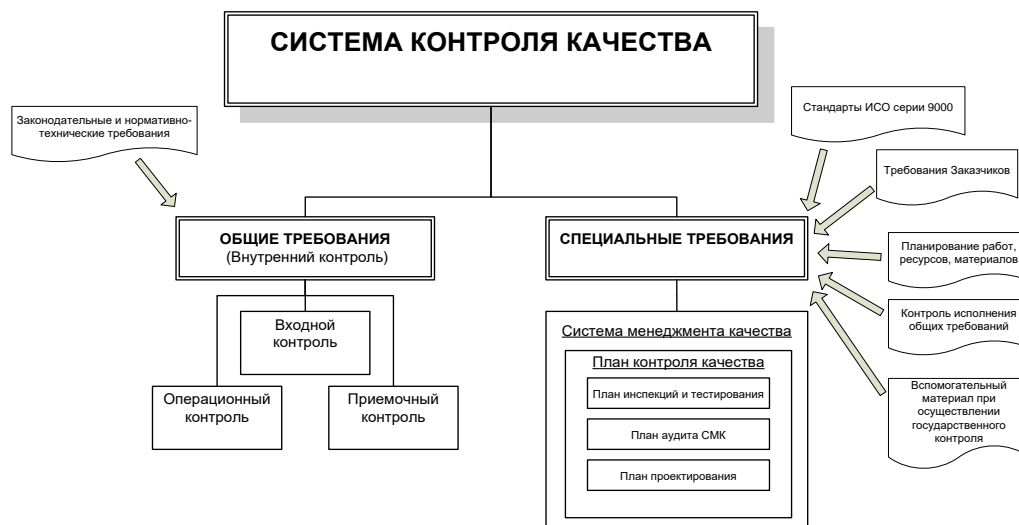 СИСТЕМА КОНТРОЛЯ КАЧЕСТВА
Законодательные и нормативно-
технические требования
Стандарты ИСО серии 9000
Требования Заказчиков
Планирование работ,
ресурсов, материалов
Контроль исполнения
общих требований
Вспомогательный
материал при
осуществлении
государственного
контроля
ОБЩИЕ ТРЕБОВАНИЯ
(Внутренний контроль)
Входной
контроль
Операционный
контроль
Приемочный
контроль
СПЕЦИАЛЬНЫЕ ТРЕБОВАНИЯ
Система менеджмента качества
План контроля качества
План инспекций и тестирования
План аудита СМК
План проектирования